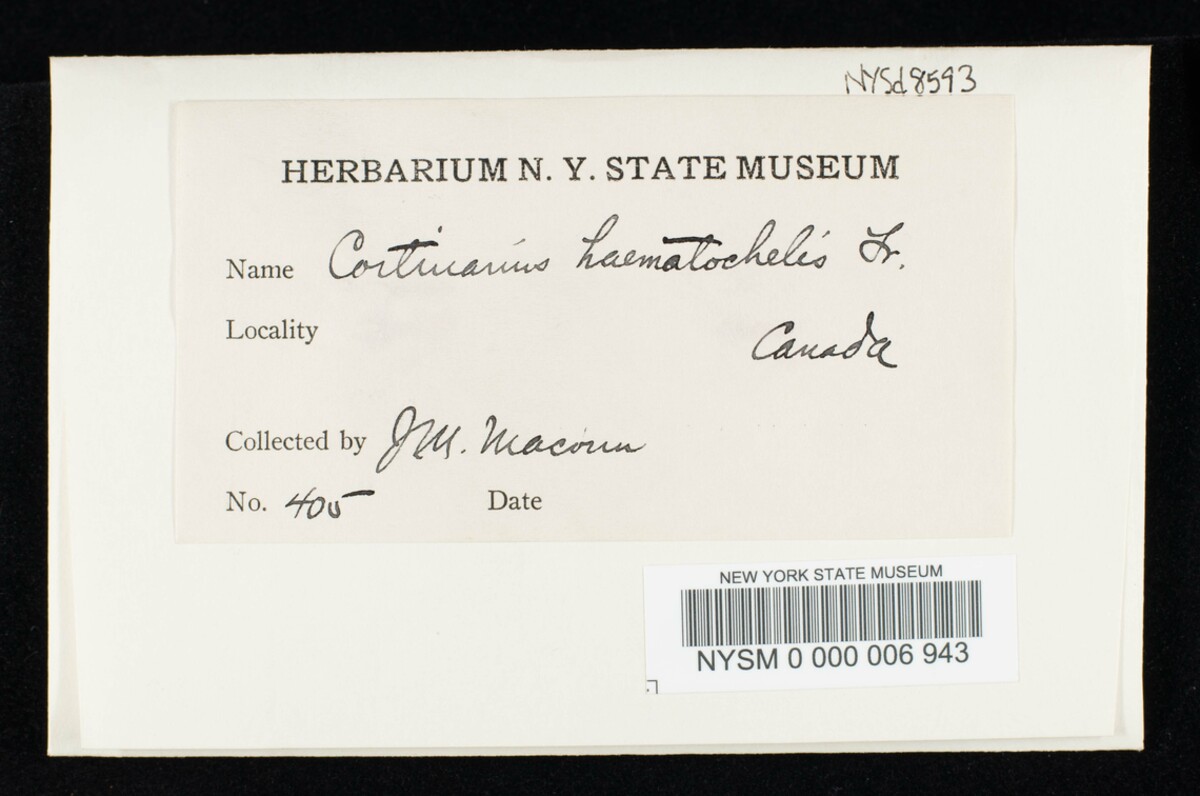 NYSd8593
HERBARIUM N. Y. STATE MUSEUM
Name Cortinarius haematochelis Fr.
Locality Canada
Collected by J. M. Macoun
No. 405 Date
NEW YORK STATE MUSEUM
NYSM 0 000 006 943